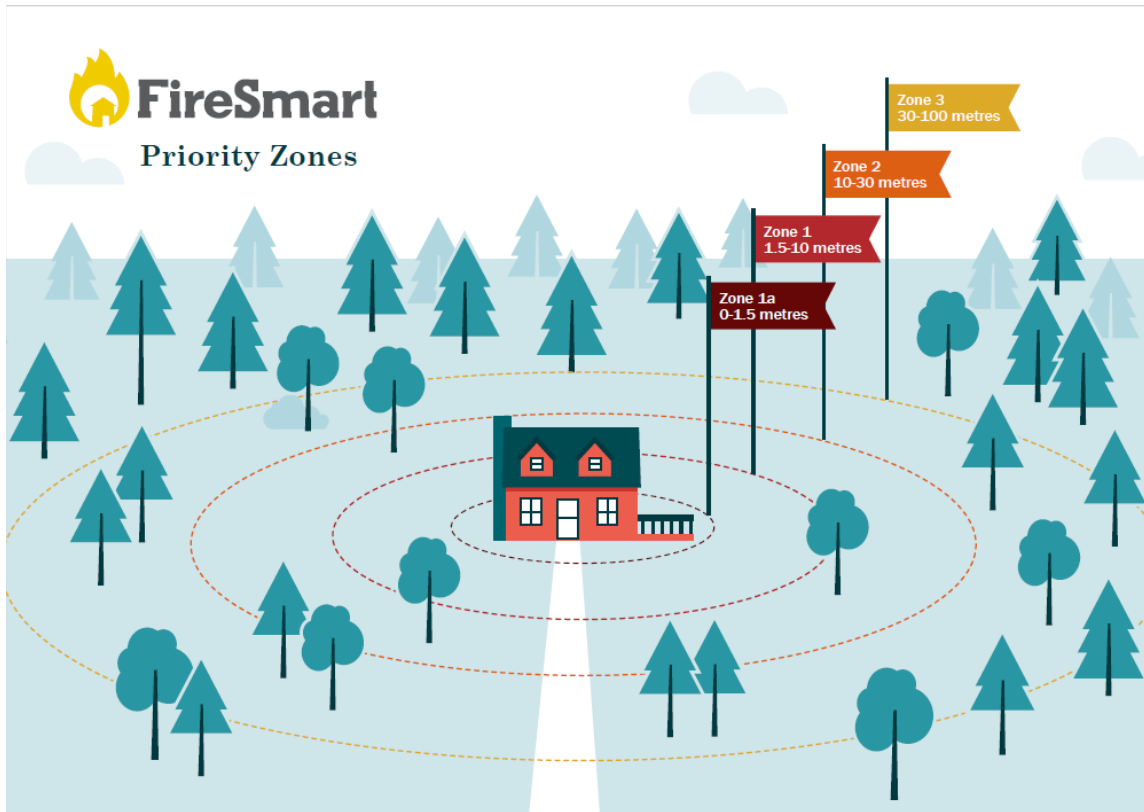 FireSmart
Priority Zones
Zone 3
30-100 metres
Zone 2
10-30 metres
Zone 1
1.5-10 metres
Zone 1a
0-1.5 metres